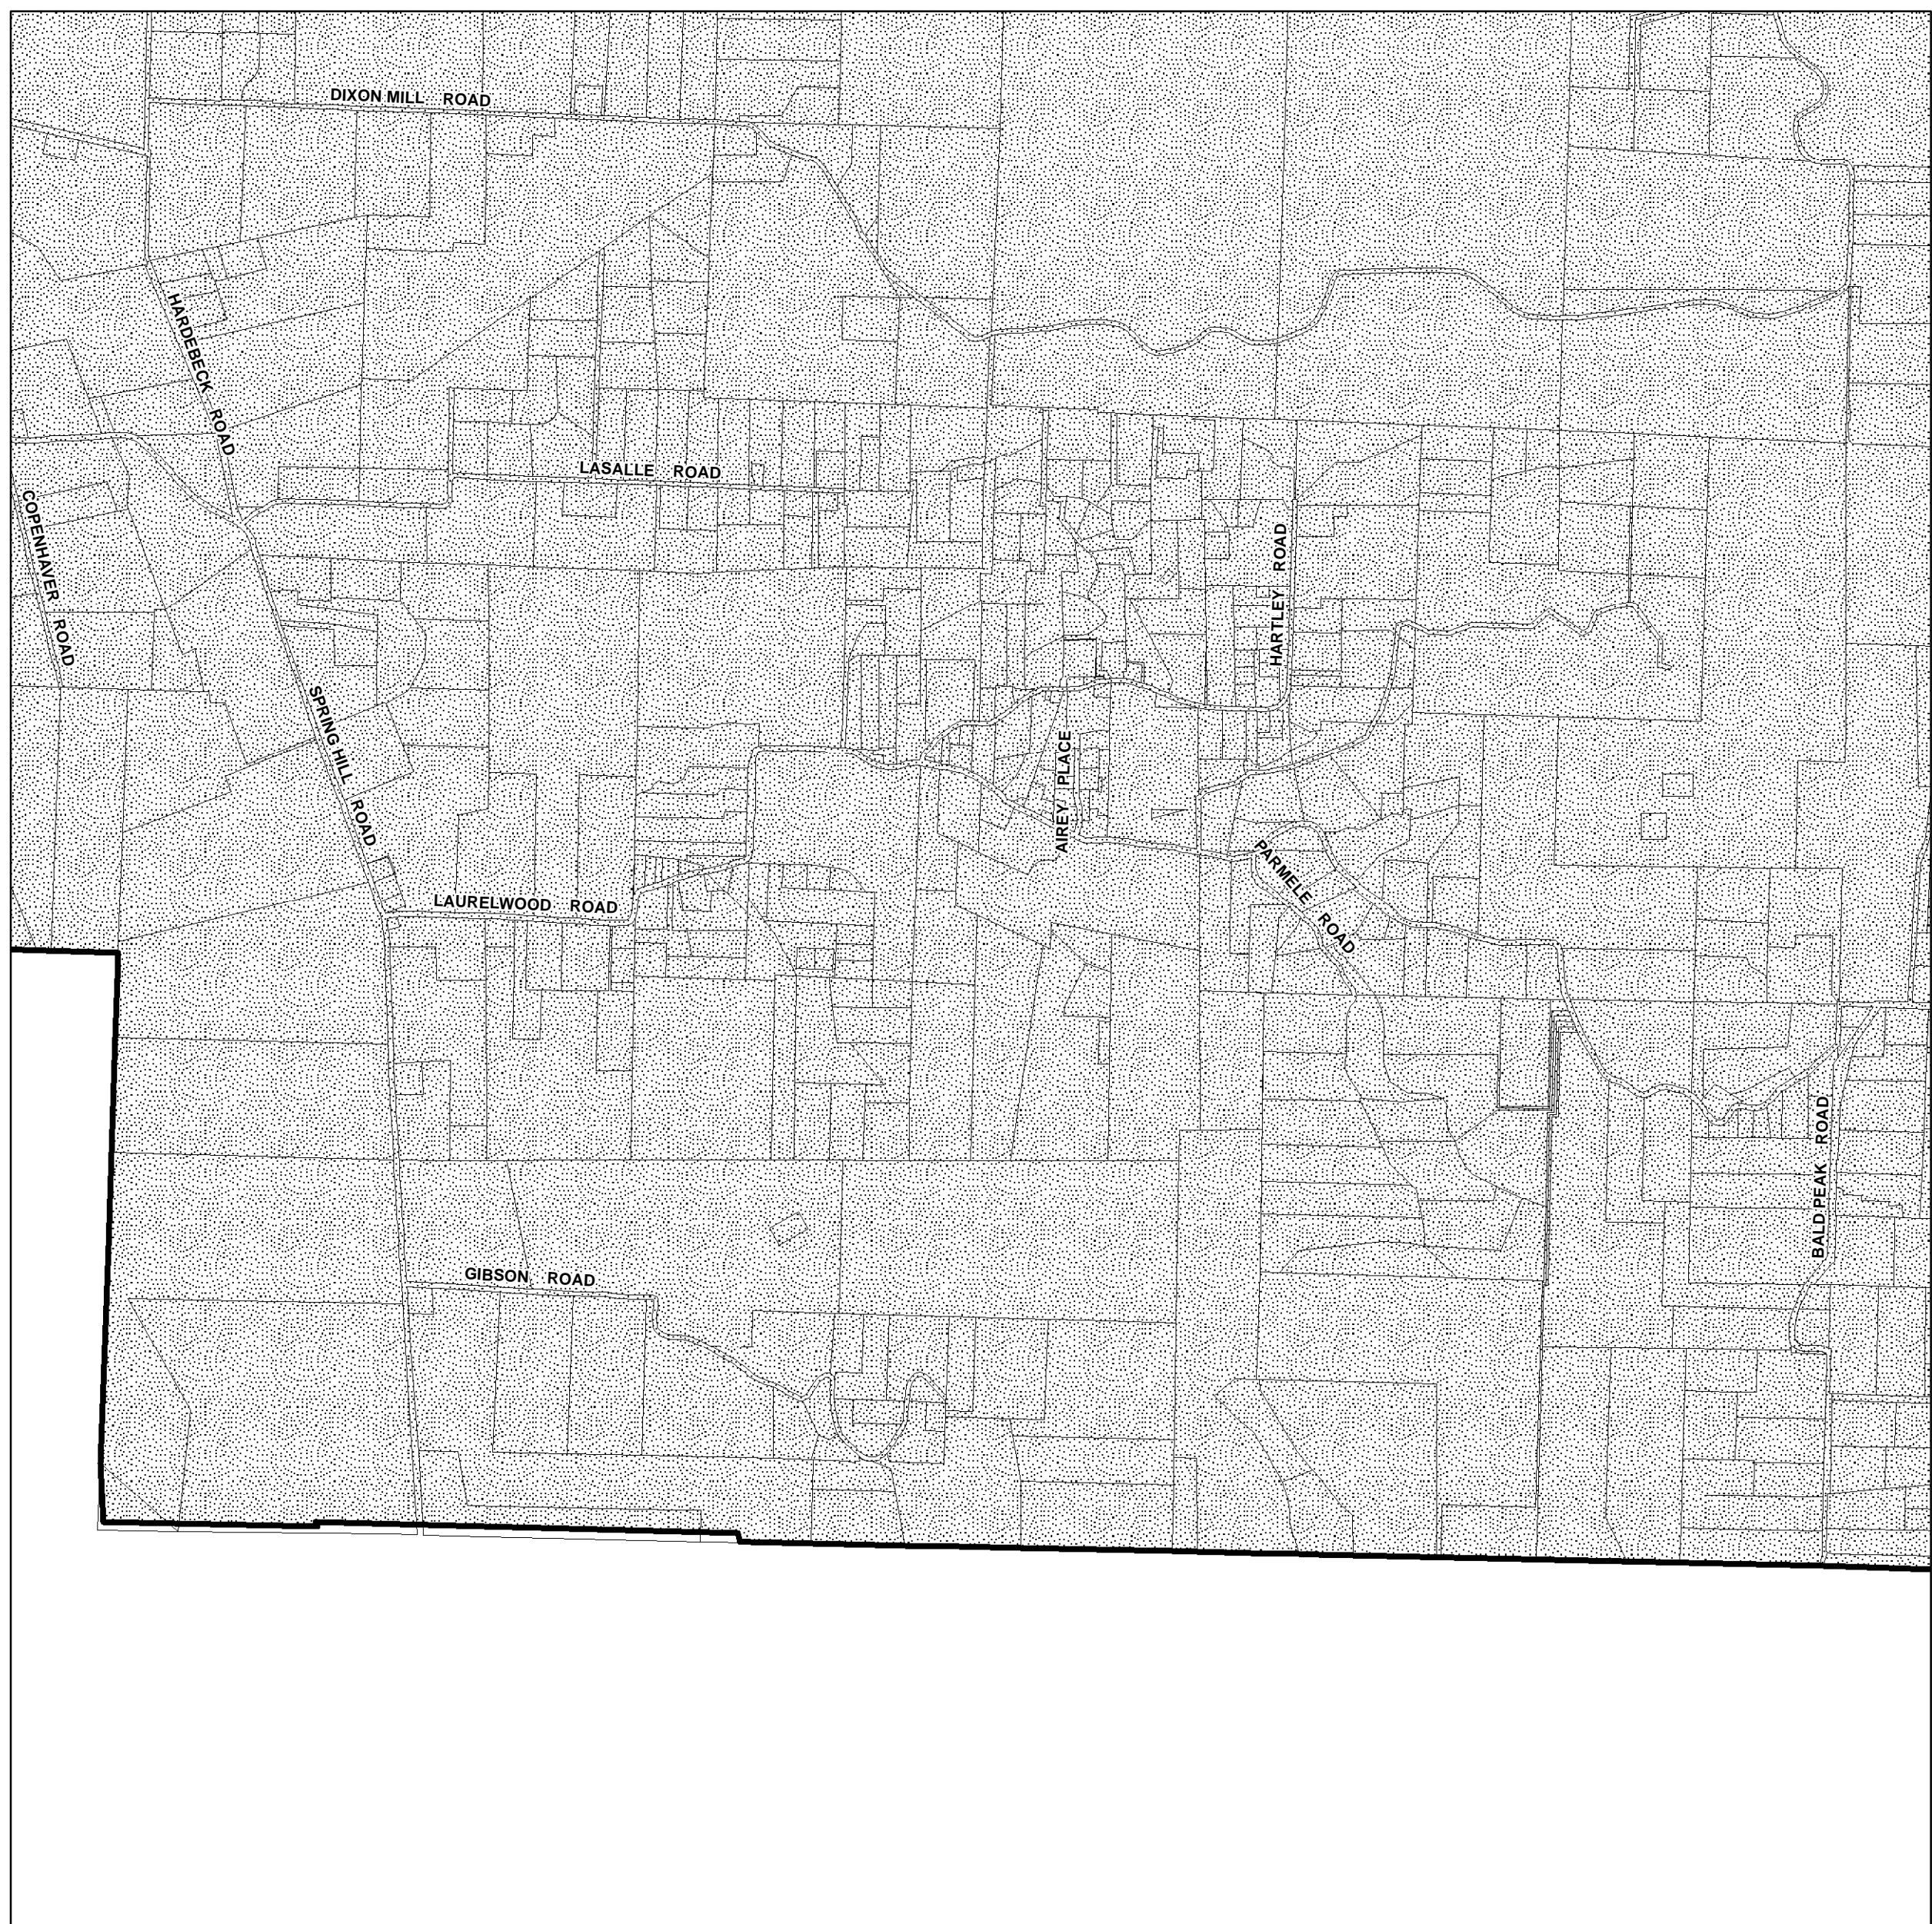 DIXON MILL ROAD
HARDEBECK ROAD
LASALLE ROAD
COPENHAVER ROAD
HARTLEY ROAD
SPRING HILL ROAD
AIREY PLACE
PARMELE ROAD
LAURELWOOD ROAD
BALD PEAK ROAD
GIBSON ROAD